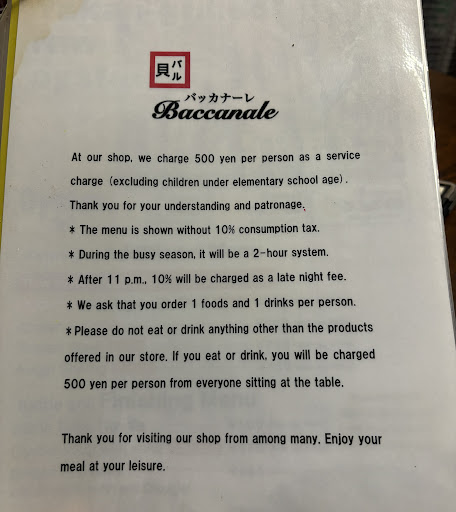 貝バル
バッカナーレ
Baccanale
At our shop, we charge 500 yen per person as a service
charge (excluding children under elementary school age).
Thank you for your understanding and patronage.
* The menu is shown without 10% consumption tax.
* During the busy season, it will be a 2-hour system.
* After 11 p.m., 10% will be charged as a late night fee.
* We ask that you order 1 foods and 1 drinks per person.
* Please do not eat or drink anything other than the products
offered in our store. If you eat or drink, you will be charged
500 yen per person from everyone sitting at the table.
Thank you for visiting our shop from among many. Enjoy your
meal at your leisure.